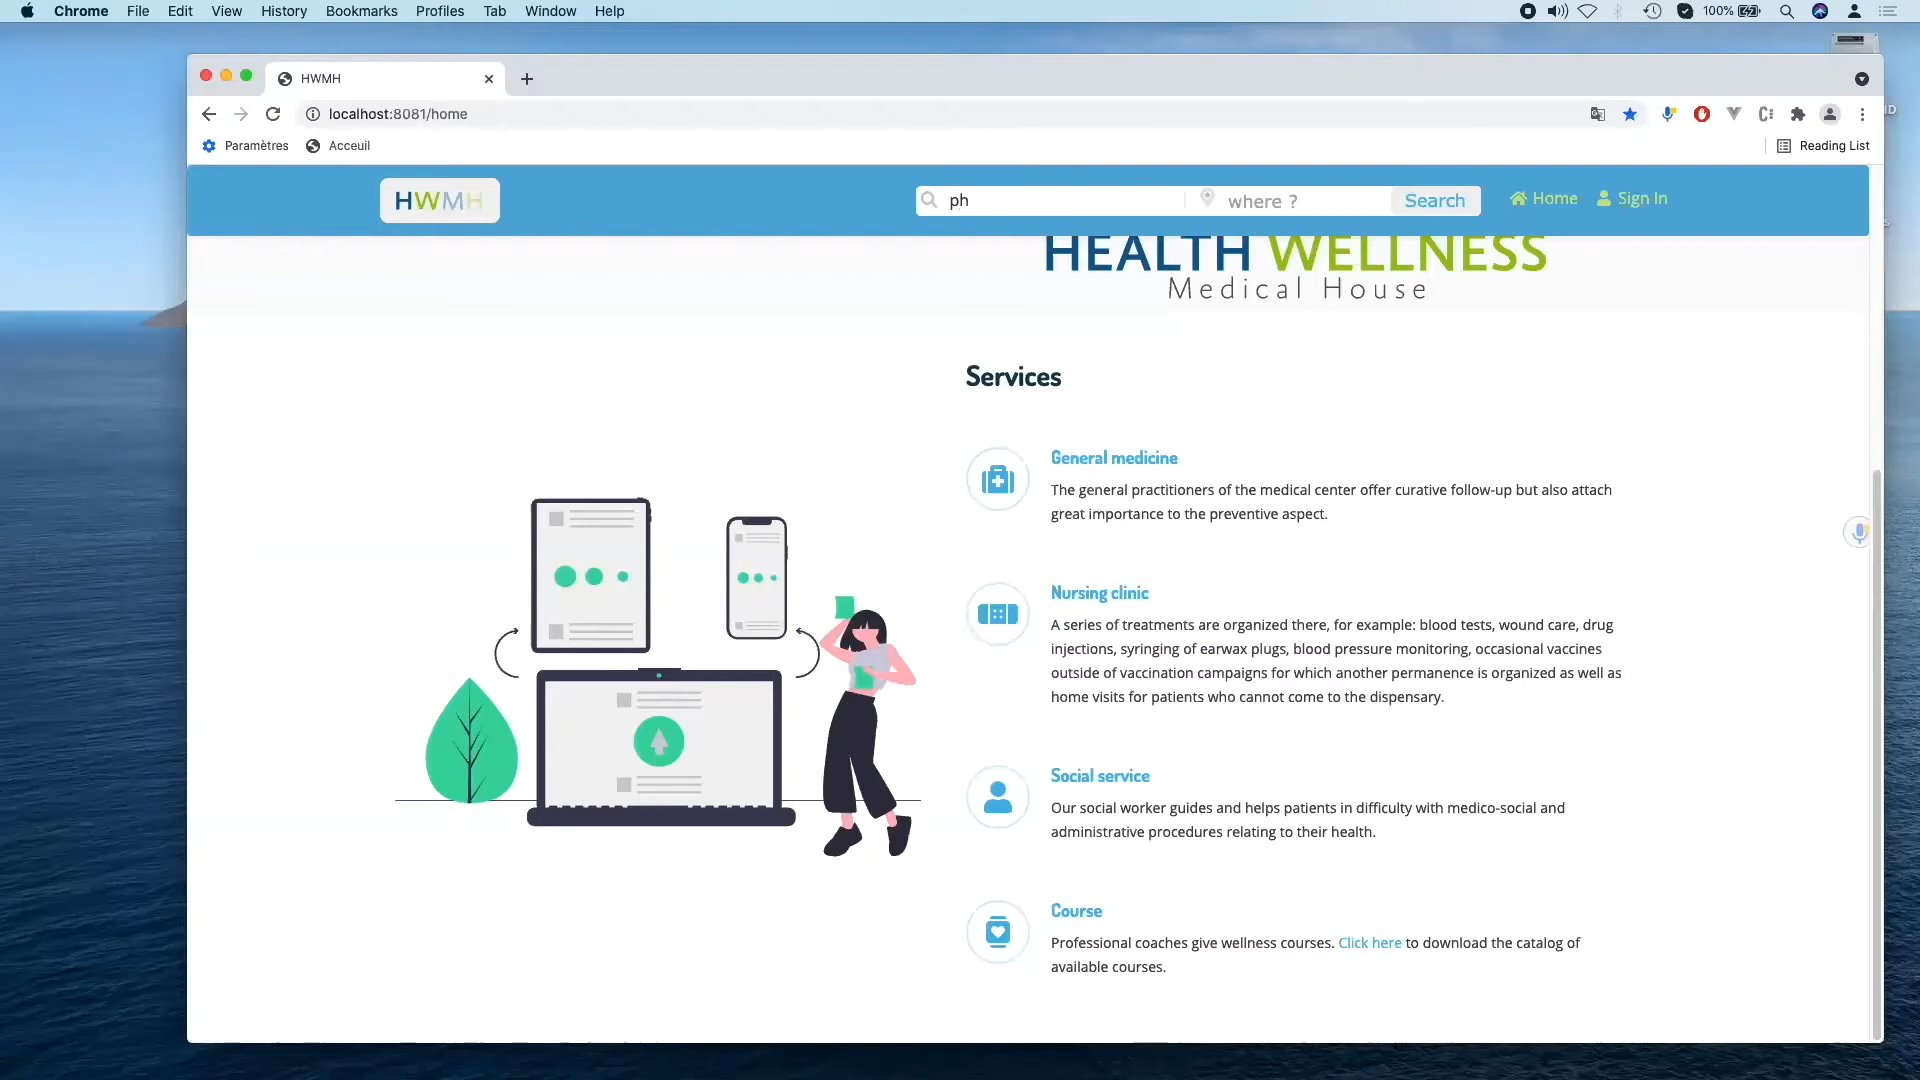 Chrome File Edit View History Bookmarks Profiles Tab Window Help 100%
HWMH
localhost:8081/home
Paramètres Acceuil Reading List
HWMH ph where ? Search Home Sign In
HEALTH WELLNESS
Medical House
Services
General medicine
The general practitioners of the medical center offer curative follow-up but also attach
great importance to the preventive aspect.
Nursing clinic
A series of treatments are organized there, for example: blood tests, wound care, drug
injections, syringing of earwax plugs, blood pressure monitoring, occasional vaccines
outside of vaccination campaigns for which another permanence is organized as well as
home visits for patients who cannot come to the dispensary.
Social service
Our social worker guides and helps patients in difficulty with medico-social and
administrative procedures relating to their health.
Course
Professional coaches give wellness courses. Click here to download the catalog of
available courses.